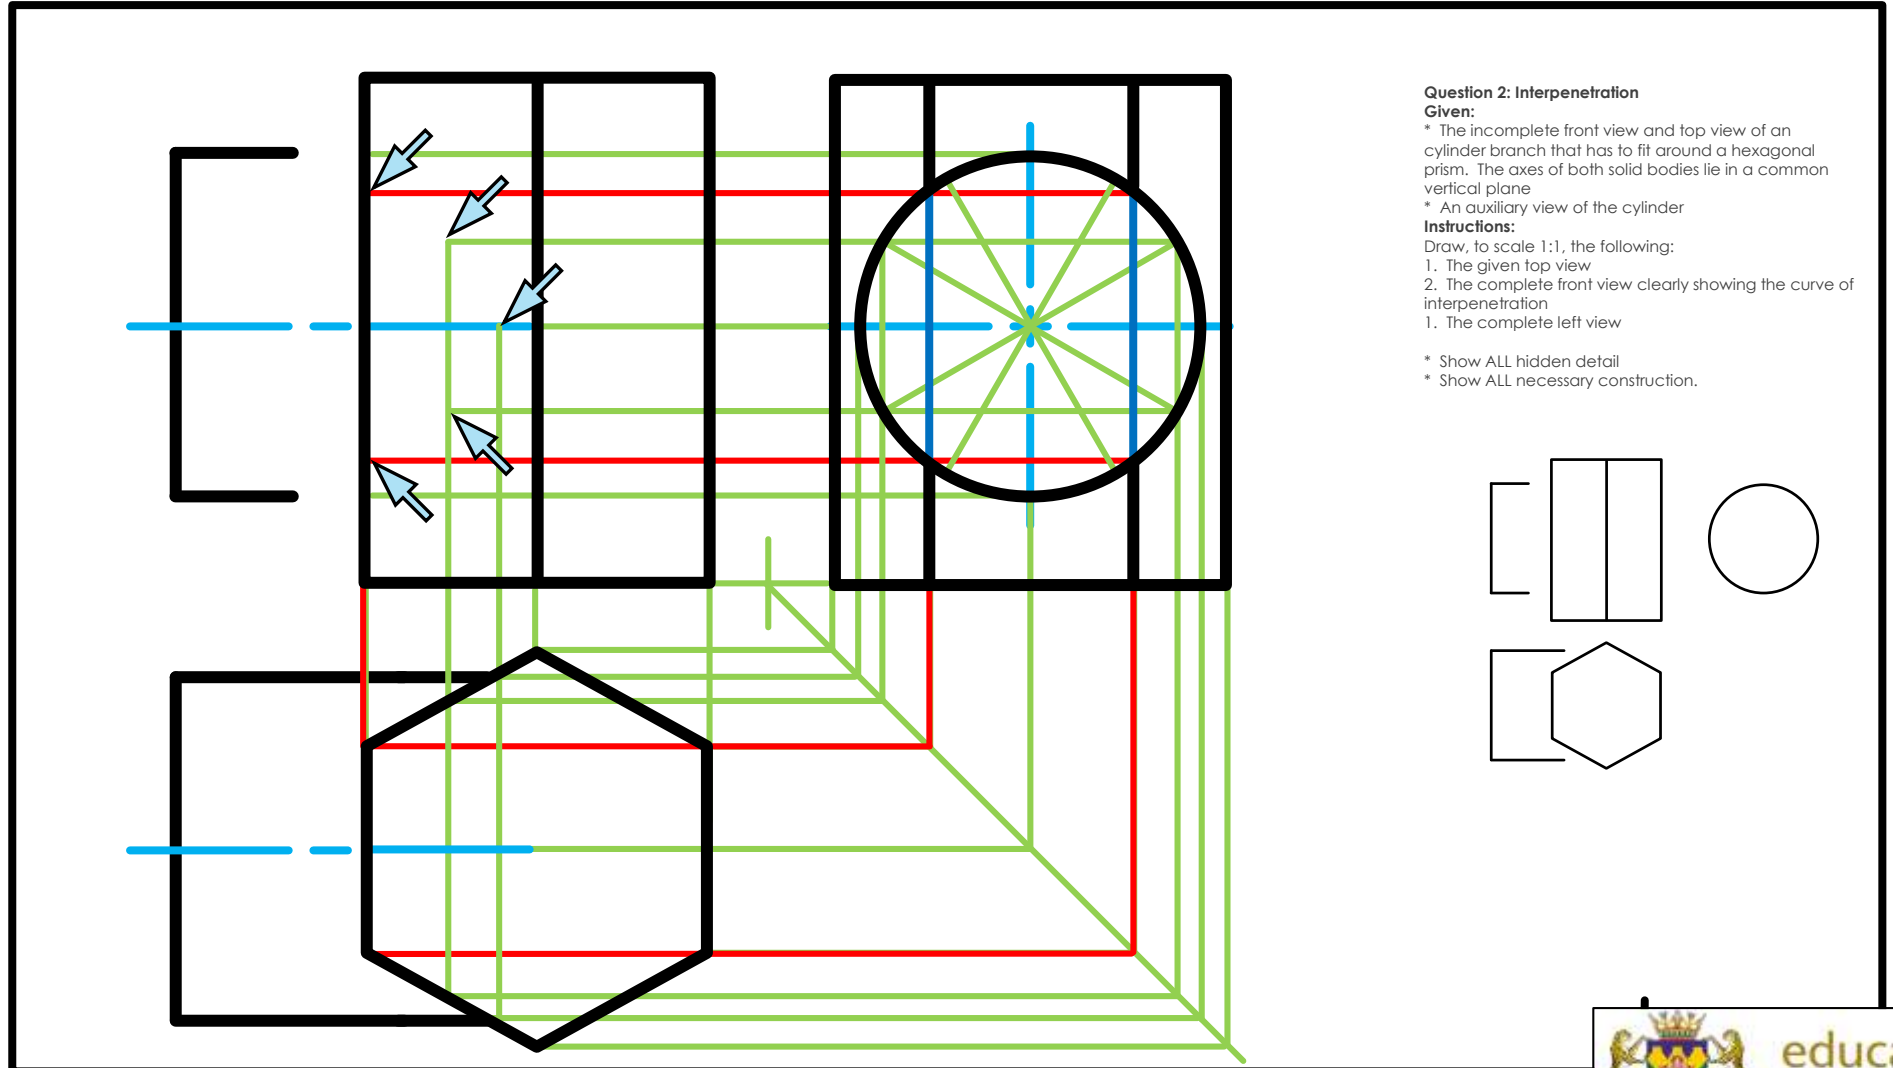 Question 2: Interpenetration
Given:
* The incomplete front view and top view of an
cylinder branch that has to fit around a hexagonal
prism. The axes of both solid bodies lie in a common
vertical plane
* An auxiliary view of the cylinder
Instructions:
Draw, to scale 1:1, the following:
1. The given top view
2. The complete front view clearly showing the curve of
interpenetration
1. The complete left view
* Show ALL hidden detail
* Show ALL necessary construction.